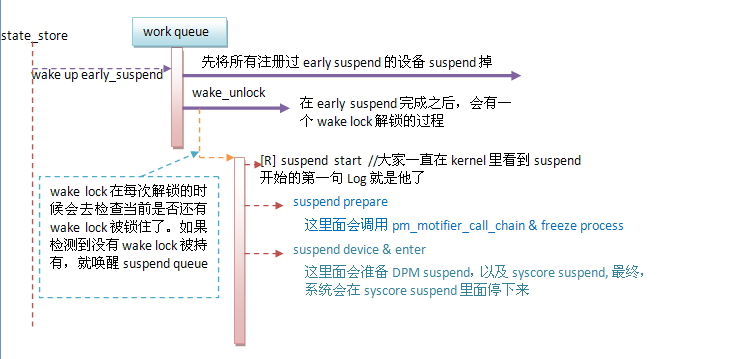 work queue
state_store
先将所有注册过 early suspend 的设备 suspend 掉
wake up early_suspend
wake_unlock
在 early suspend 完成之后，会有一
个 wake lock 解锁的过程
[R] suspend start //大家一直在 kernel 里看到 suspend
开始的第一句 Log 就是他了
wake lock 在每次解锁的时
候会去检查当前是否还有
wake lock 被锁住了。如果
检测到没有 wake lock 被持
有，就唤醒 suspend queue
suspend prepare
这里面会调用 pm_motifier_call_chain & freeze process
suspend device & enter
这里面会准备 DPM suspend，以及 syscore suspend, 最终，
系统会在 syscore suspend 里面停下来